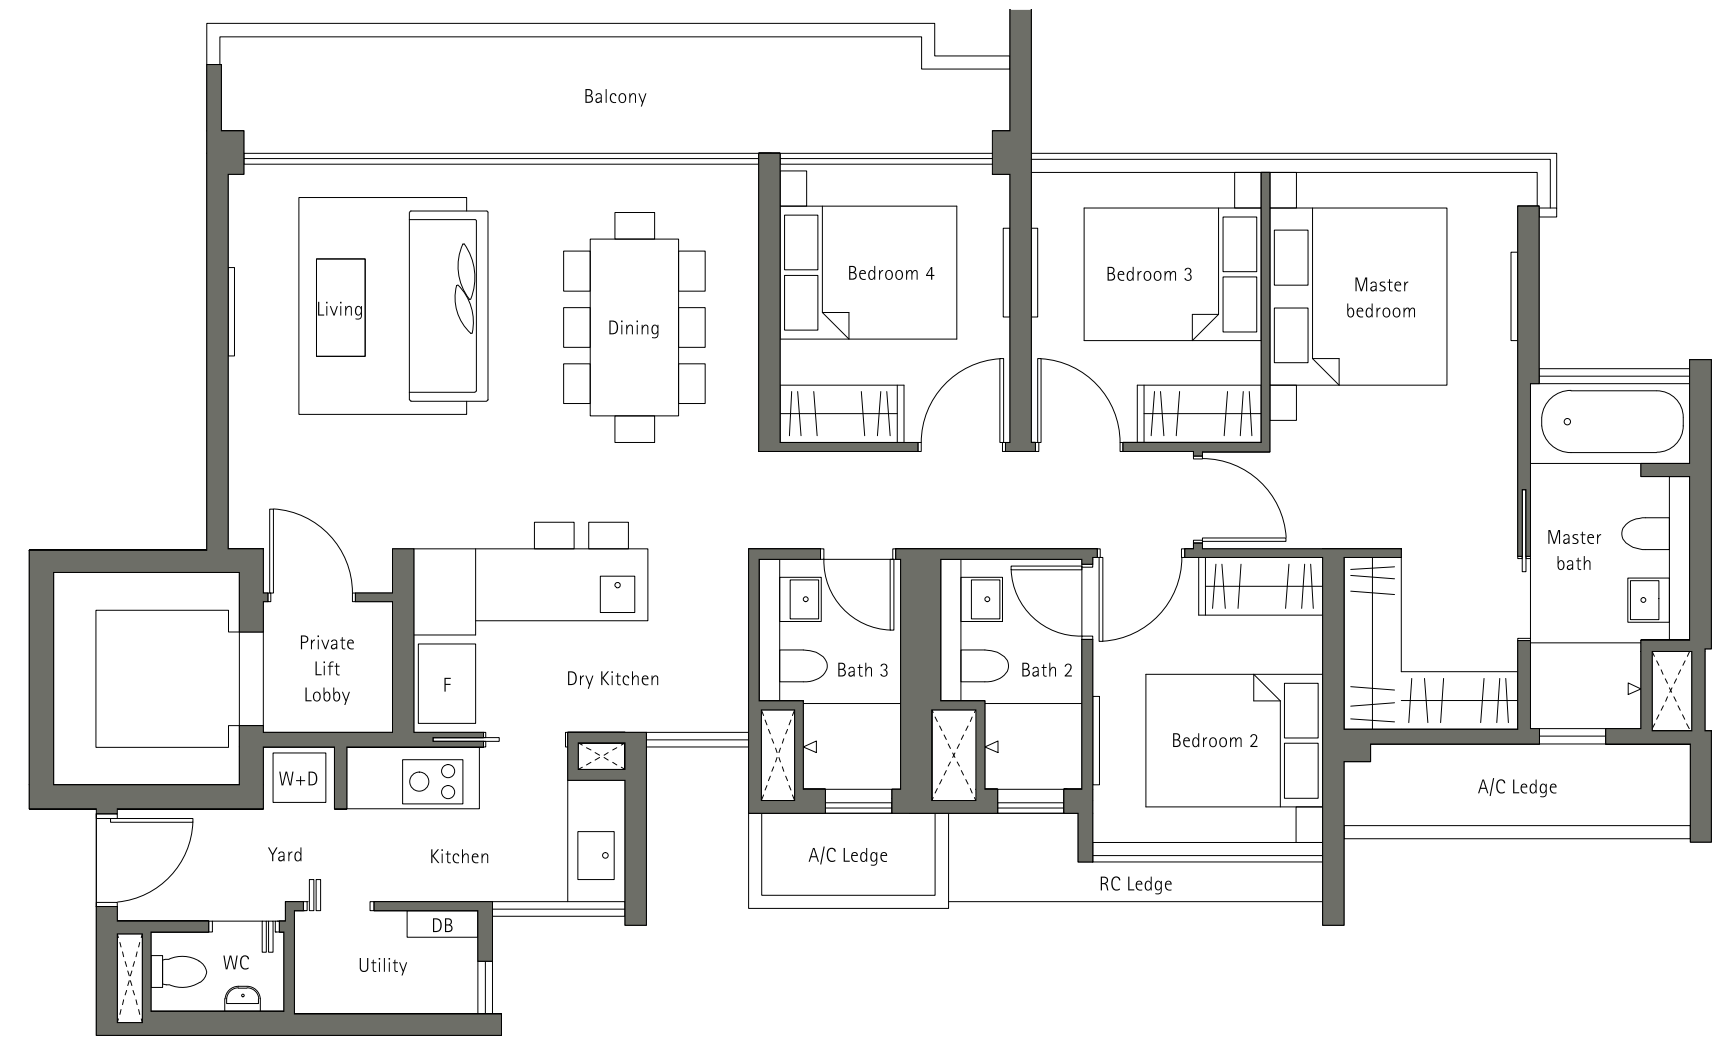 Balcony
Living
Dining
Bedroom 4
Bedroom 3
Master
bedroom
Master
bath
Private
Lift
Lobby
F
Dry Kitchen
Bath 3
Bath 2
Bedroom 2
W+D
A/C Ledge
Yard
Kitchen
A/C Ledge
RC Ledge
DB
WC
Utility